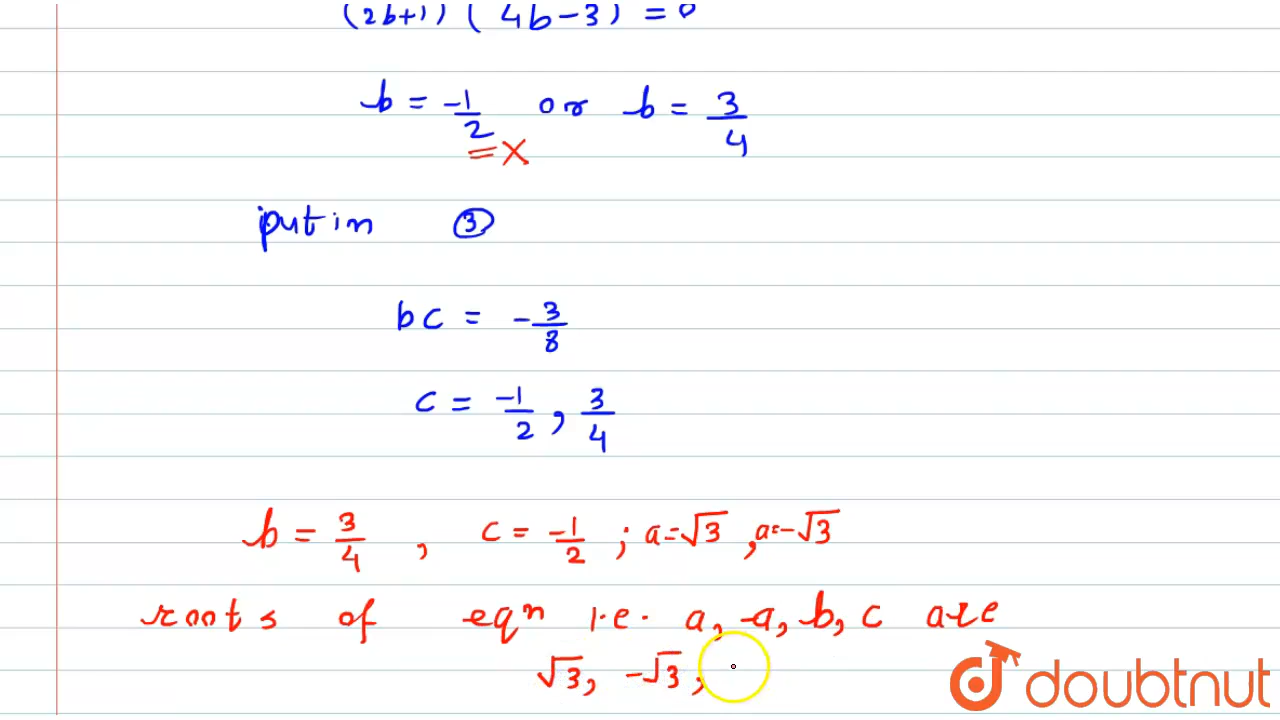 (2b+1) (4b-3) = 0
b = -1/2 or b = 3/4
= X
put in ③
bc = -3/8
c = -1/2, 3/4
b = 3/4, c = -1/2; a=√3, a=-√3
roots of eqn i.e. a, -a, b, c are
√3, -√3,
doubtnut